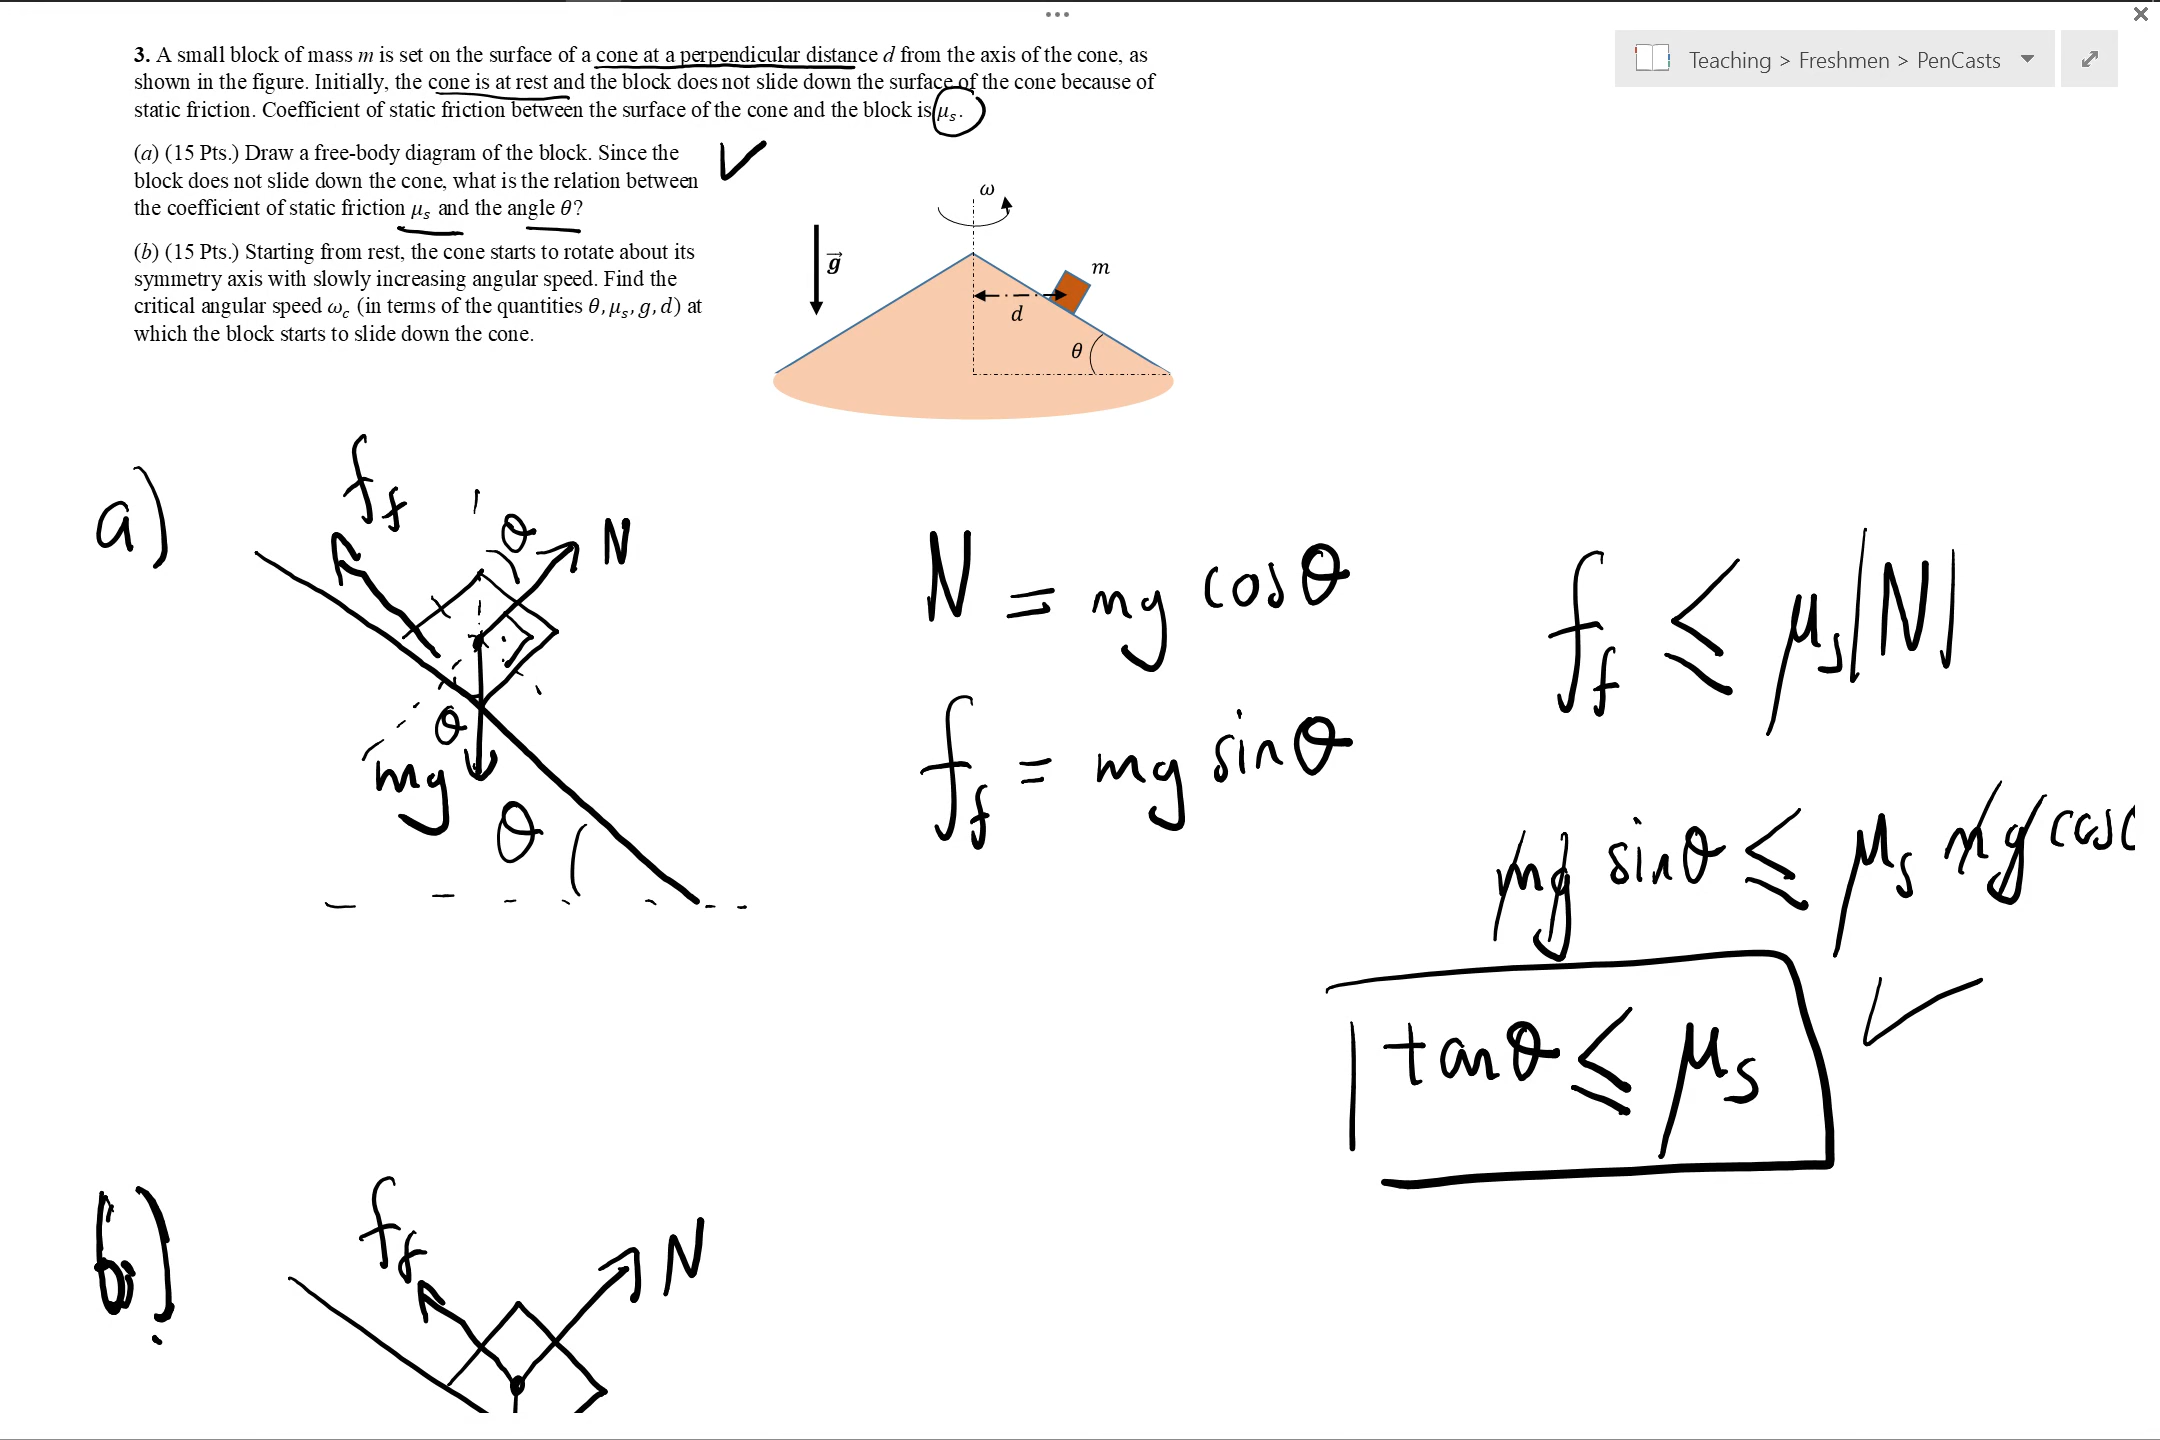 Teaching > Freshmen > PenCasts
3. A small block of mass m is set on the surface of a cone at a perpendicular distance d from the axis of the cone, as
shown in the figure. Initially, the cone is at rest and the block does not slide down the surface of the cone because of
static friction. Coefficient of static friction between the surface of the cone and the block is μₛ.
(a) (15 Pts.) Draw a free-body diagram of the block. Since the
block does not slide down the cone, what is the relation between
the coefficient of static friction μₛ and the angle θ?
(b) (15 Pts.) Starting from rest, the cone starts to rotate about its
symmetry axis with slowly increasing angular speed. Find the
critical angular speed ω_c (in terms of the quantities θ, μₛ, g, d) at
which the block starts to slide down the cone.
ω
g⃗
m
d
θ
a)
f_f
θ
N
θ
mg
θ
N = mg cosθ
f_f = mg sinθ
f_f ≤ μₛ|N|
mg sinθ ≤ μₛ mg cos
tanθ ≤ μₛ
b)
f_f
N